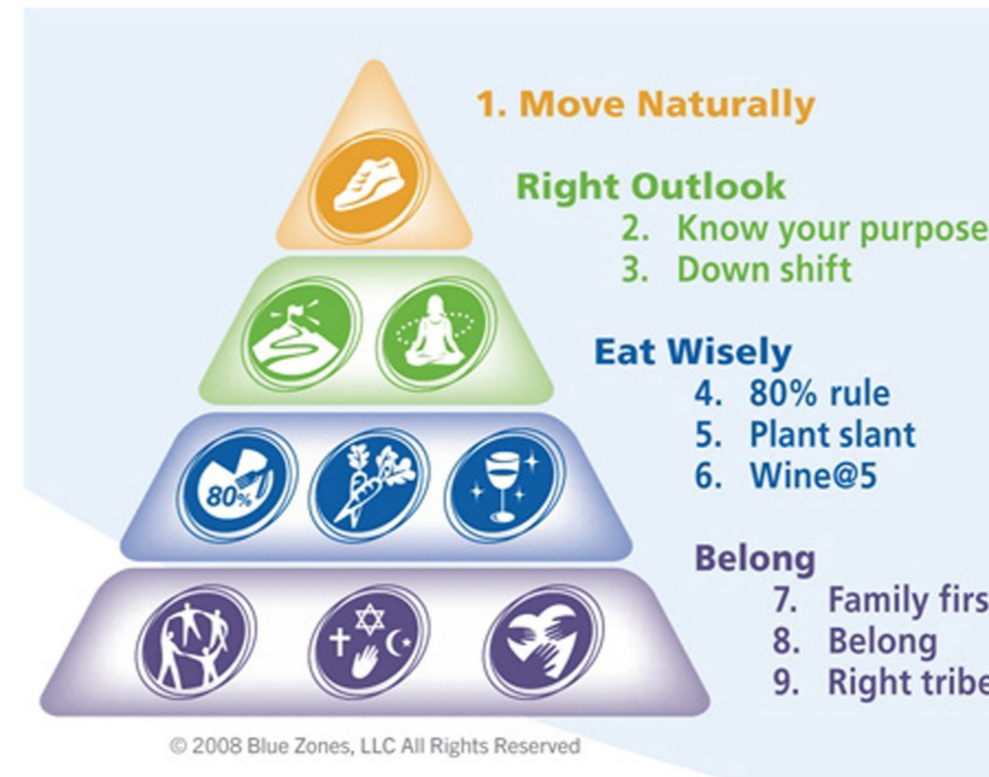 1. Move Naturally
Right Outlook
2. Know your purpose
3. Down shift
Eat Wisely
4. 80% rule
5. Plant slant
6. Wine@5
80%
Belong
7. Family firs
8. Belong
9. Right tribe
© 2008 Blue Zones, LLC All Rights Reserved